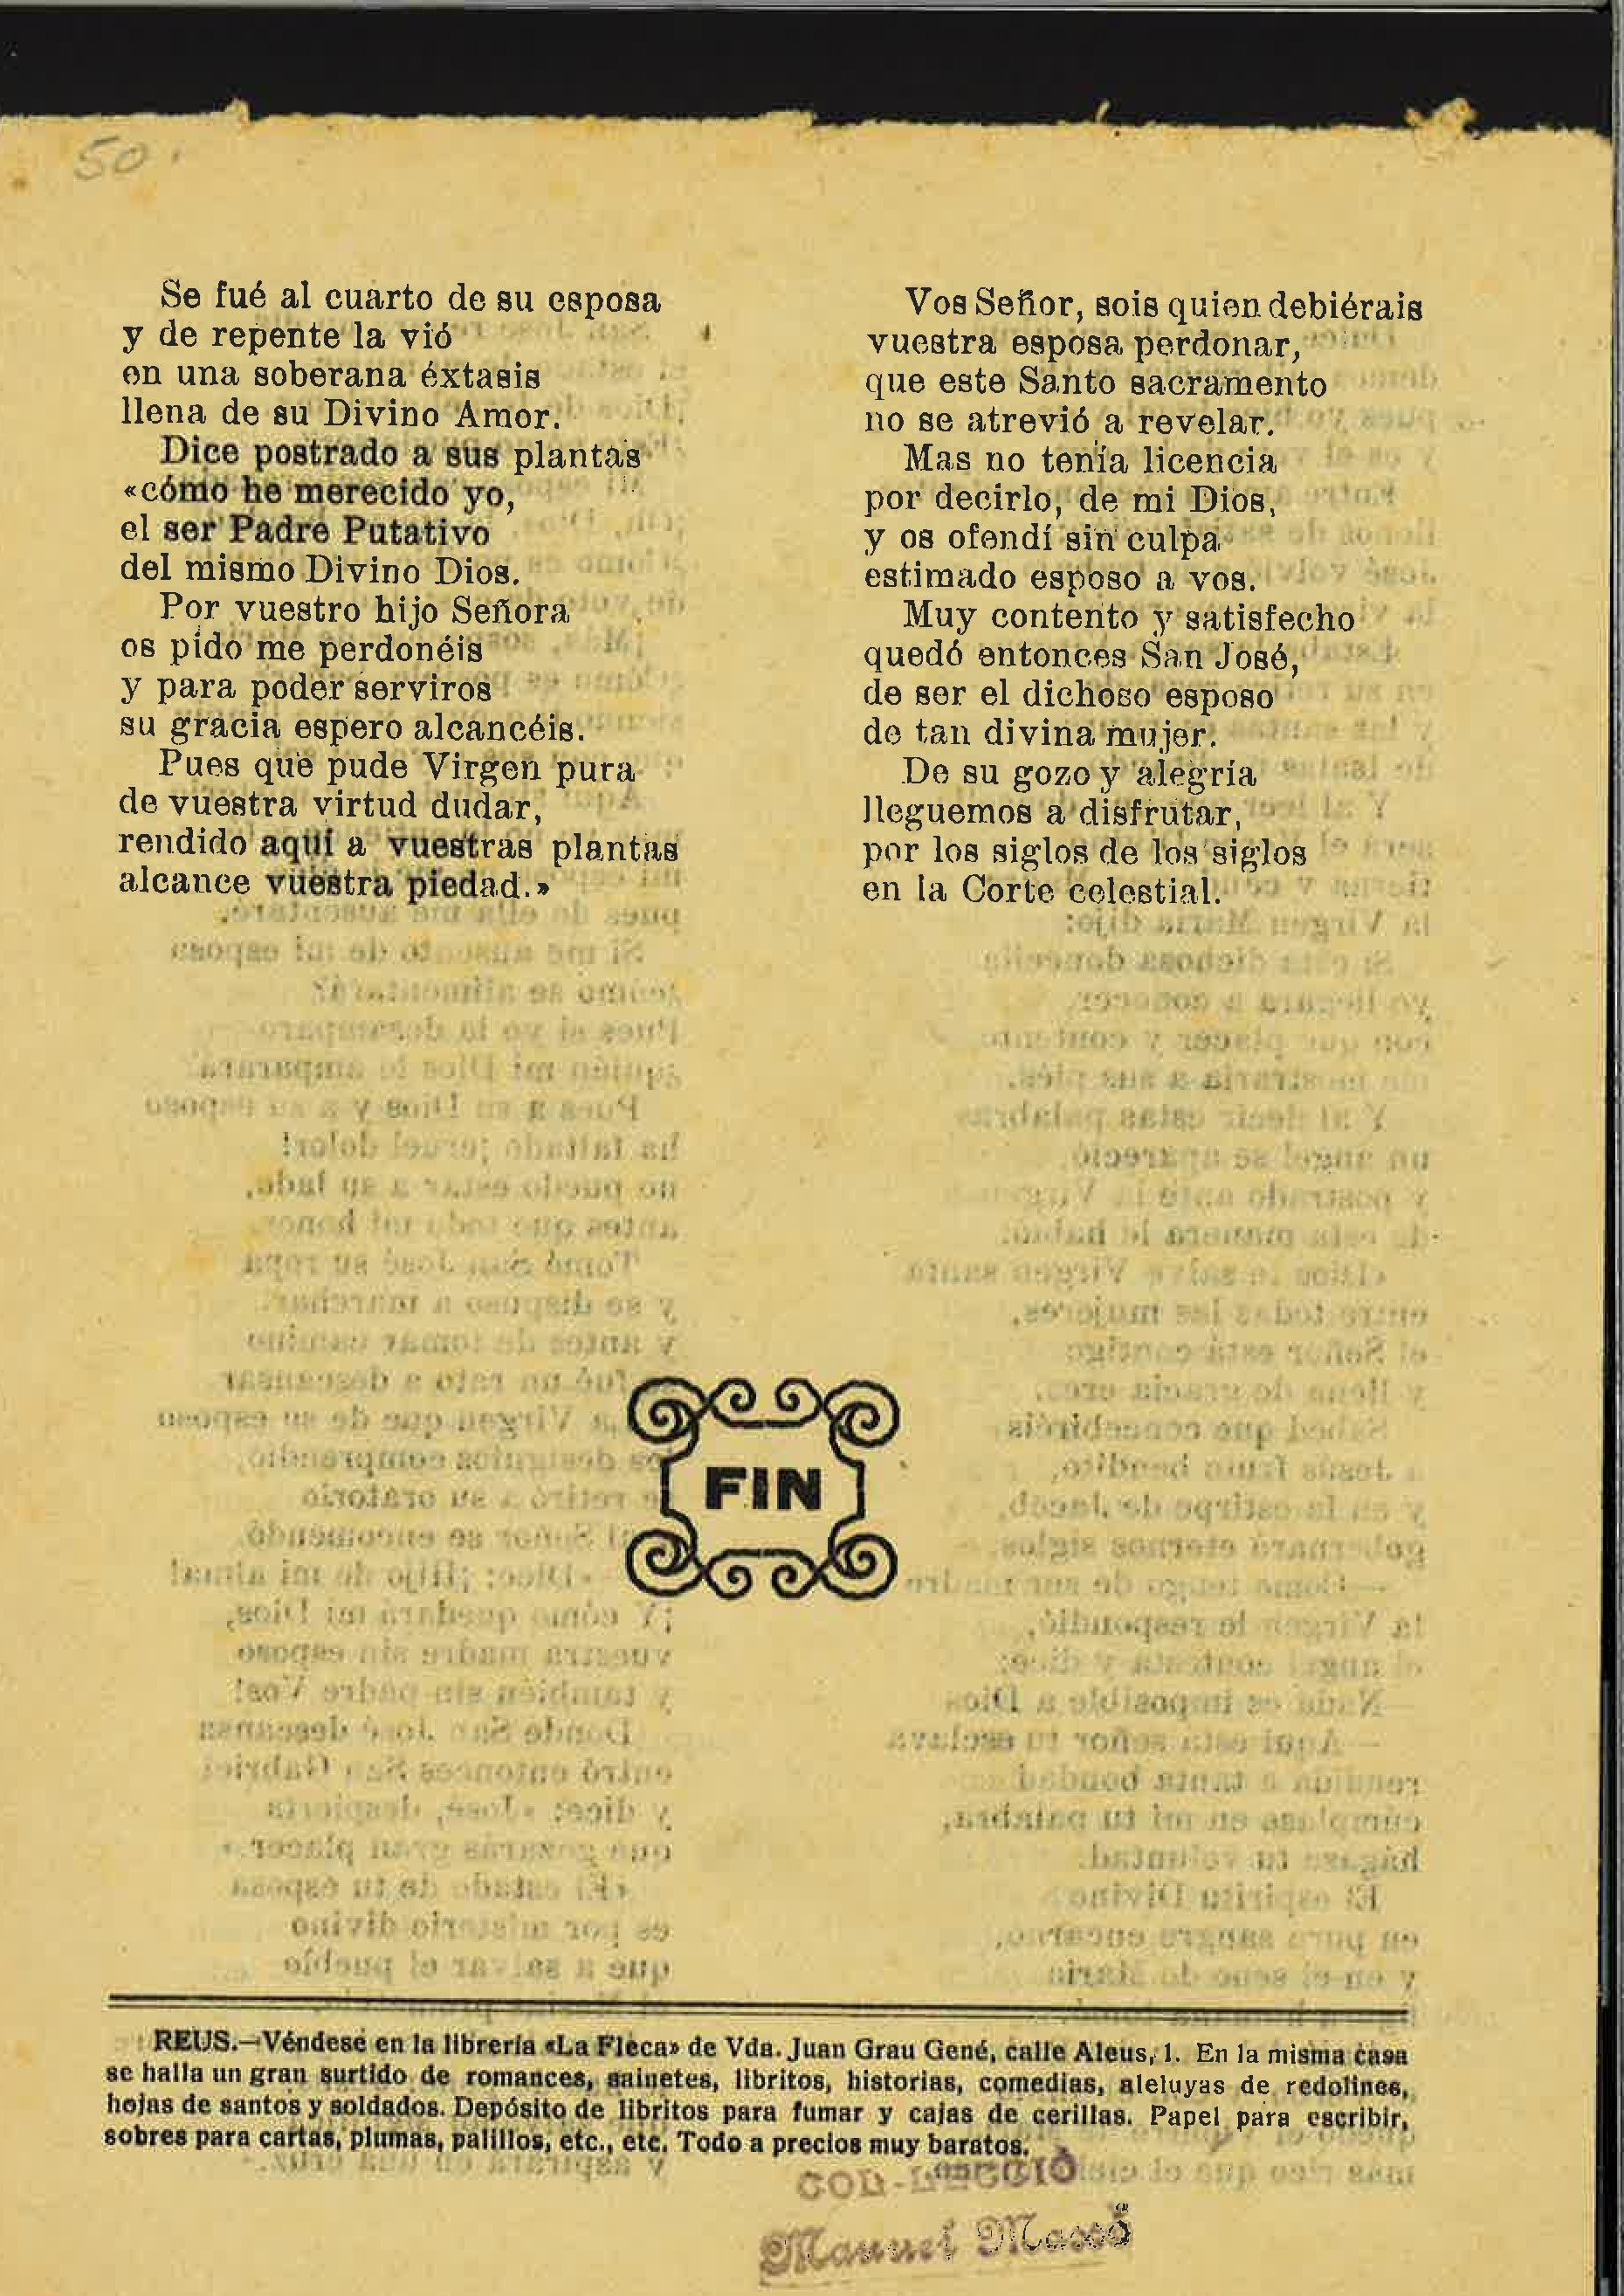 50
Se fué al cuarto de su esposa
y de repente la vió
en una soberana éxtasis
llena de su Divino Amor.
Dice postrado a sus plantas
«cómo he merecido yo,
el ser Padre Putativo
del mismo Divino Dios.
Por vuestro hijo Señora
os pido me perdonéis
y para poder serviros
su gracia espero alcancéis.
Pues que pude Virgen pura
de vuestra virtud dudar,
rendido aquí a vuestras plantas
alcance vuestra piedad.»
Vos Señor, sois quien debiérais
vuestra esposa perdonar,
que este Santo sacramento
no se atrevió a revelar.
Mas no tenía licencia
por decirlo, de mi Dios,
y os ofendí sin culpa
estimado esposo a vos.
Muy contento y satisfecho
quedó entonces San José,
de ser el dichoso esposo
de tan divina mujer.
De su gozo y alegría
lleguemos a disfrutar,
por los siglos de los siglos
en la Corte celestial.
FIN
REUS.—Véndese en la librería «La Fleca» de Vda. Juan Grau Gené, calle Aleus, 1. En la misma casa
se halla un gran surtido de romances, sainetes, libritos, historias, comedias, aleluyas de redolines,
hojas de santos y soldados. Depósito de libritos para fumar y cajas de cerillas. Papel para escribir,
sobres para cartas, plumas, palillos, etc., etc. Todo a precios muy baratos.
COL-LECCIÓ
Manuel Massó